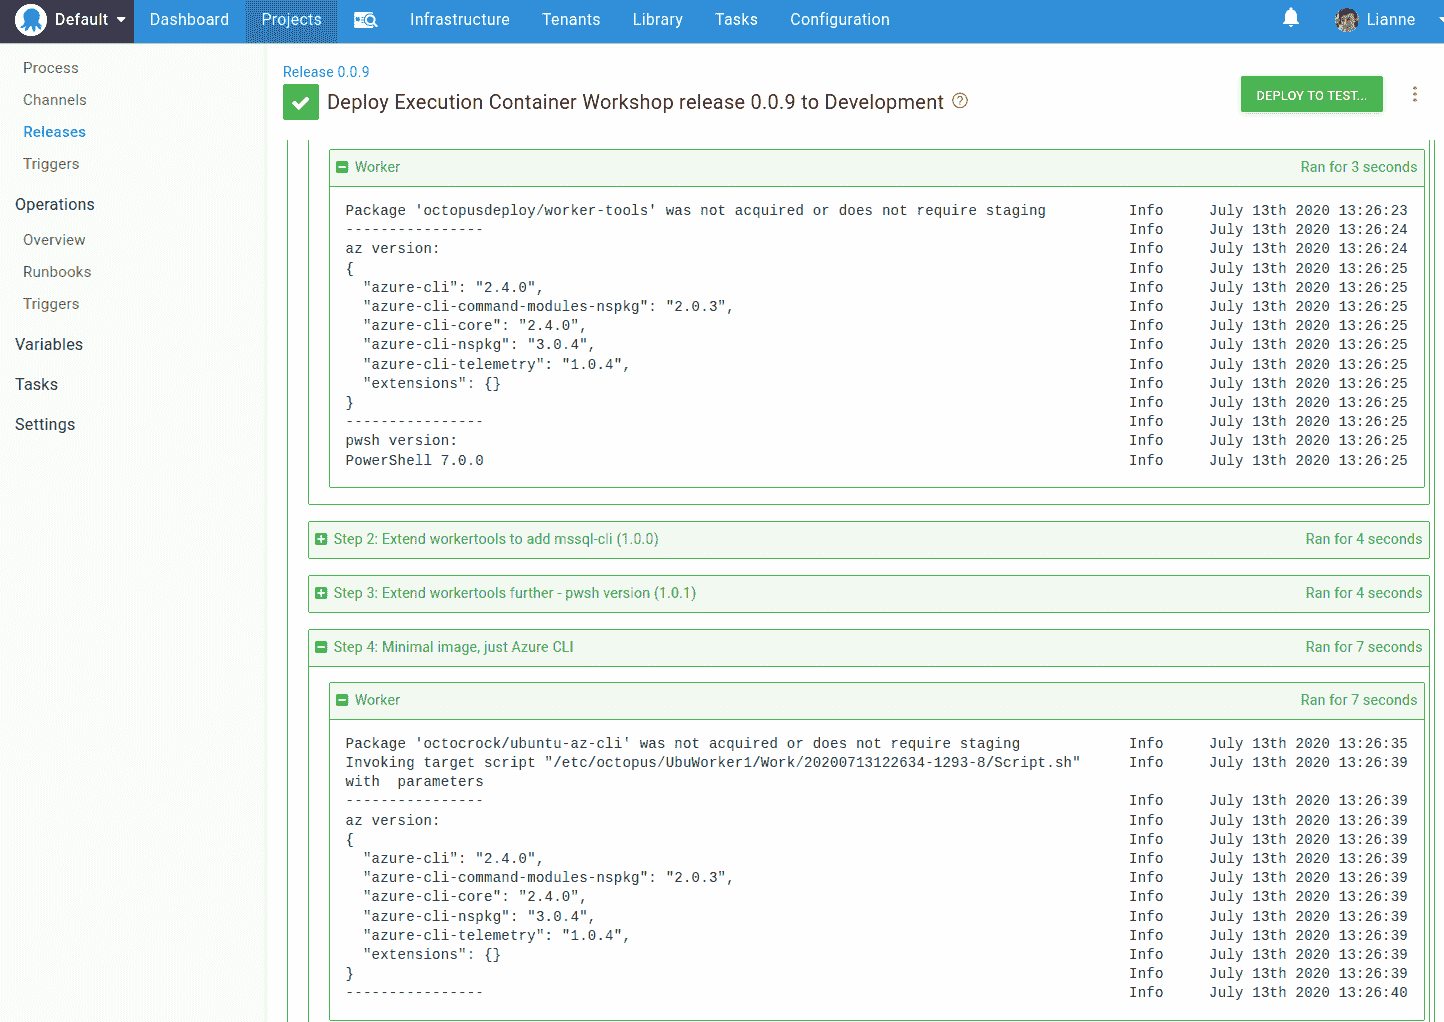 Default Dashboard Projects Infrastructure Tenants Library Tasks Configuration Lianne
Process
Channels
Releases
Triggers
Operations
Overview
Runbooks
Triggers
Variables
Tasks
Settings
Release 0.0.9
Deploy Execution Container Workshop release 0.0.9 to Development ?
DEPLOY TO TEST...
Worker Ran for 3 seconds
Package 'octopusdeploy/worker-tools' was not acquired or does not require staging Info July 13th 2020 13:26:23
---------------- Info July 13th 2020 13:26:24
az version: Info July 13th 2020 13:26:24
{ Info July 13th 2020 13:26:25
"azure-cli": "2.4.0", Info July 13th 2020 13:26:25
"azure-cli-command-modules-nspkg": "2.0.3", Info July 13th 2020 13:26:25
"azure-cli-core": "2.4.0", Info July 13th 2020 13:26:25
"azure-cli-nspkg": "3.0.4", Info July 13th 2020 13:26:25
"azure-cli-telemetry": "1.0.4", Info July 13th 2020 13:26:25
"extensions": {} Info July 13th 2020 13:26:25
} Info July 13th 2020 13:26:25
---------------- Info July 13th 2020 13:26:25
pwsh version: Info July 13th 2020 13:26:25
PowerShell 7.0.0 Info July 13th 2020 13:26:25
Step 2: Extend workertools to add mssql-cli (1.0.0) Ran for 4 seconds
Step 3: Extend workertools further - pwsh version (1.0.1) Ran for 4 seconds
Step 4: Minimal image, just Azure CLI Ran for 7 seconds
Worker Ran for 7 seconds
Package 'octocrock/ubuntu-az-cli' was not acquired or does not require staging Info July 13th 2020 13:26:35
Invoking target script "/etc/octopus/UbuWorker1/Work/20200713122634-1293-8/Script.sh" Info July 13th 2020 13:26:39
with  parameters
---------------- Info July 13th 2020 13:26:39
az version: Info July 13th 2020 13:26:39
{ Info July 13th 2020 13:26:39
"azure-cli": "2.4.0", Info July 13th 2020 13:26:39
"azure-cli-command-modules-nspkg": "2.0.3", Info July 13th 2020 13:26:39
"azure-cli-core": "2.4.0", Info July 13th 2020 13:26:39
"azure-cli-nspkg": "3.0.4", Info July 13th 2020 13:26:39
"azure-cli-telemetry": "1.0.4", Info July 13th 2020 13:26:39
"extensions": {} Info July 13th 2020 13:26:39
} Info July 13th 2020 13:26:39
---------------- Info July 13th 2020 13:26:40